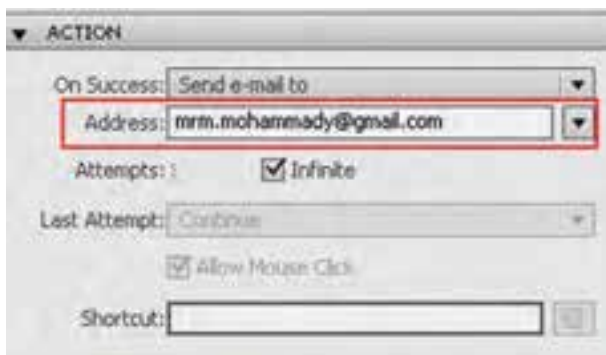 ACTION
On Success: Send e-mail to
Address: mrm.mohammady@gmail.com
Attempts: 1 Infinite
Last Attempt: Continue
Allow Mouse Click
Shortcut: